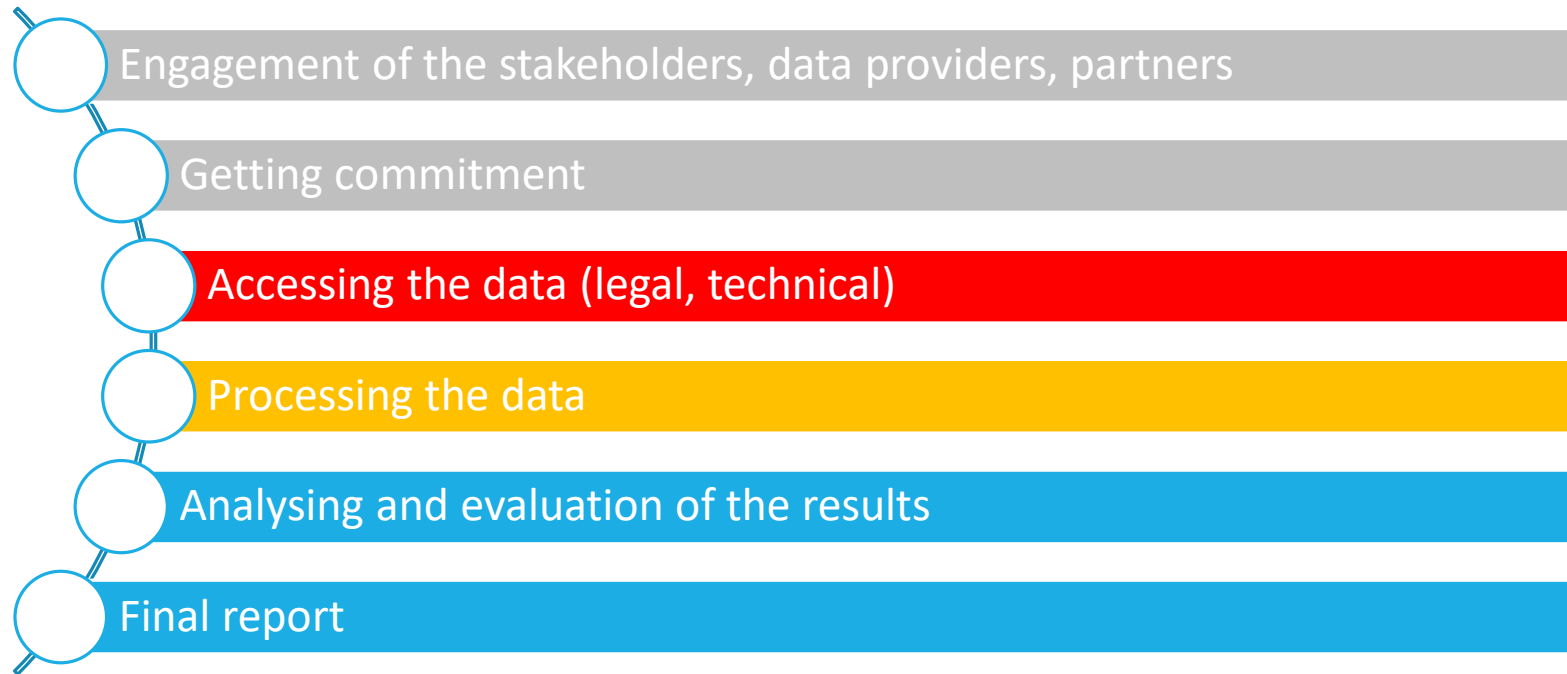 Engagement of the stakeholders, data providers, partners
Getting commitment
Accessing the data (legal, technical)
Processing the data
Analysing and evaluation of the results
Final report